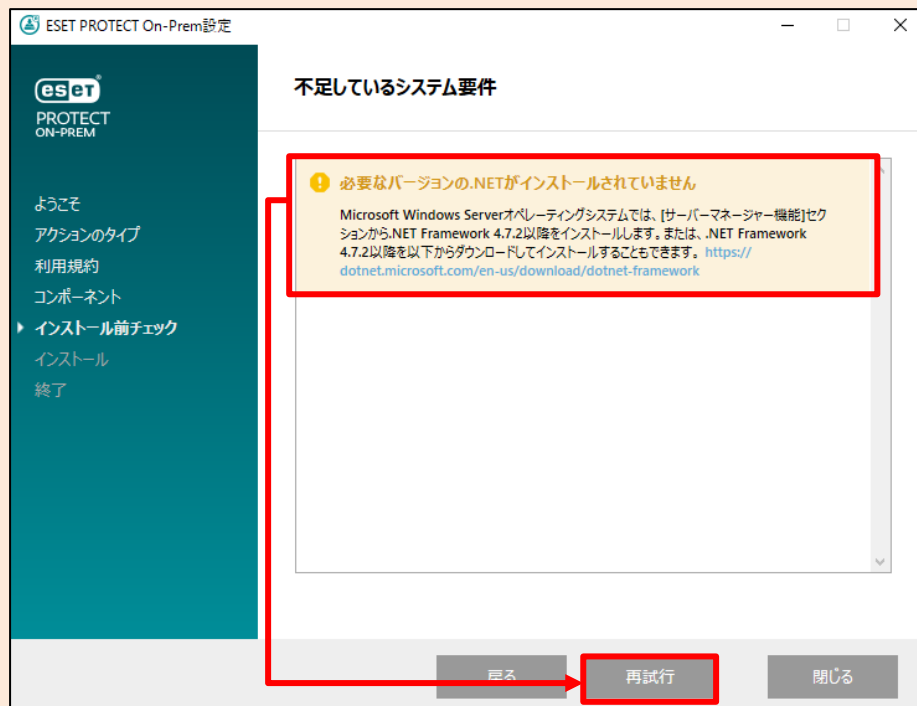 ESET PROTECT On-Prem設定
eset
PROTECT
ON-PREM
不足しているシステム要件
ようこそ
アクションのタイプ
利用規約
コンポーネント
インストール前チェック
インストール
終了
必要なバージョンの.NETがインストールされていません
Microsoft Windows Serverオペレーティングシステムでは、[サーバーマネージャー機能]セク
ションから.NET Framework 4.7.2以降をインストールします。または、.NET Framework
4.7.2以降を以下からダウンロードしてインストールすることもできます。 https://
dotnet.microsoft.com/en-us/download/dotnet-framework
戻る
再試行
閉じる